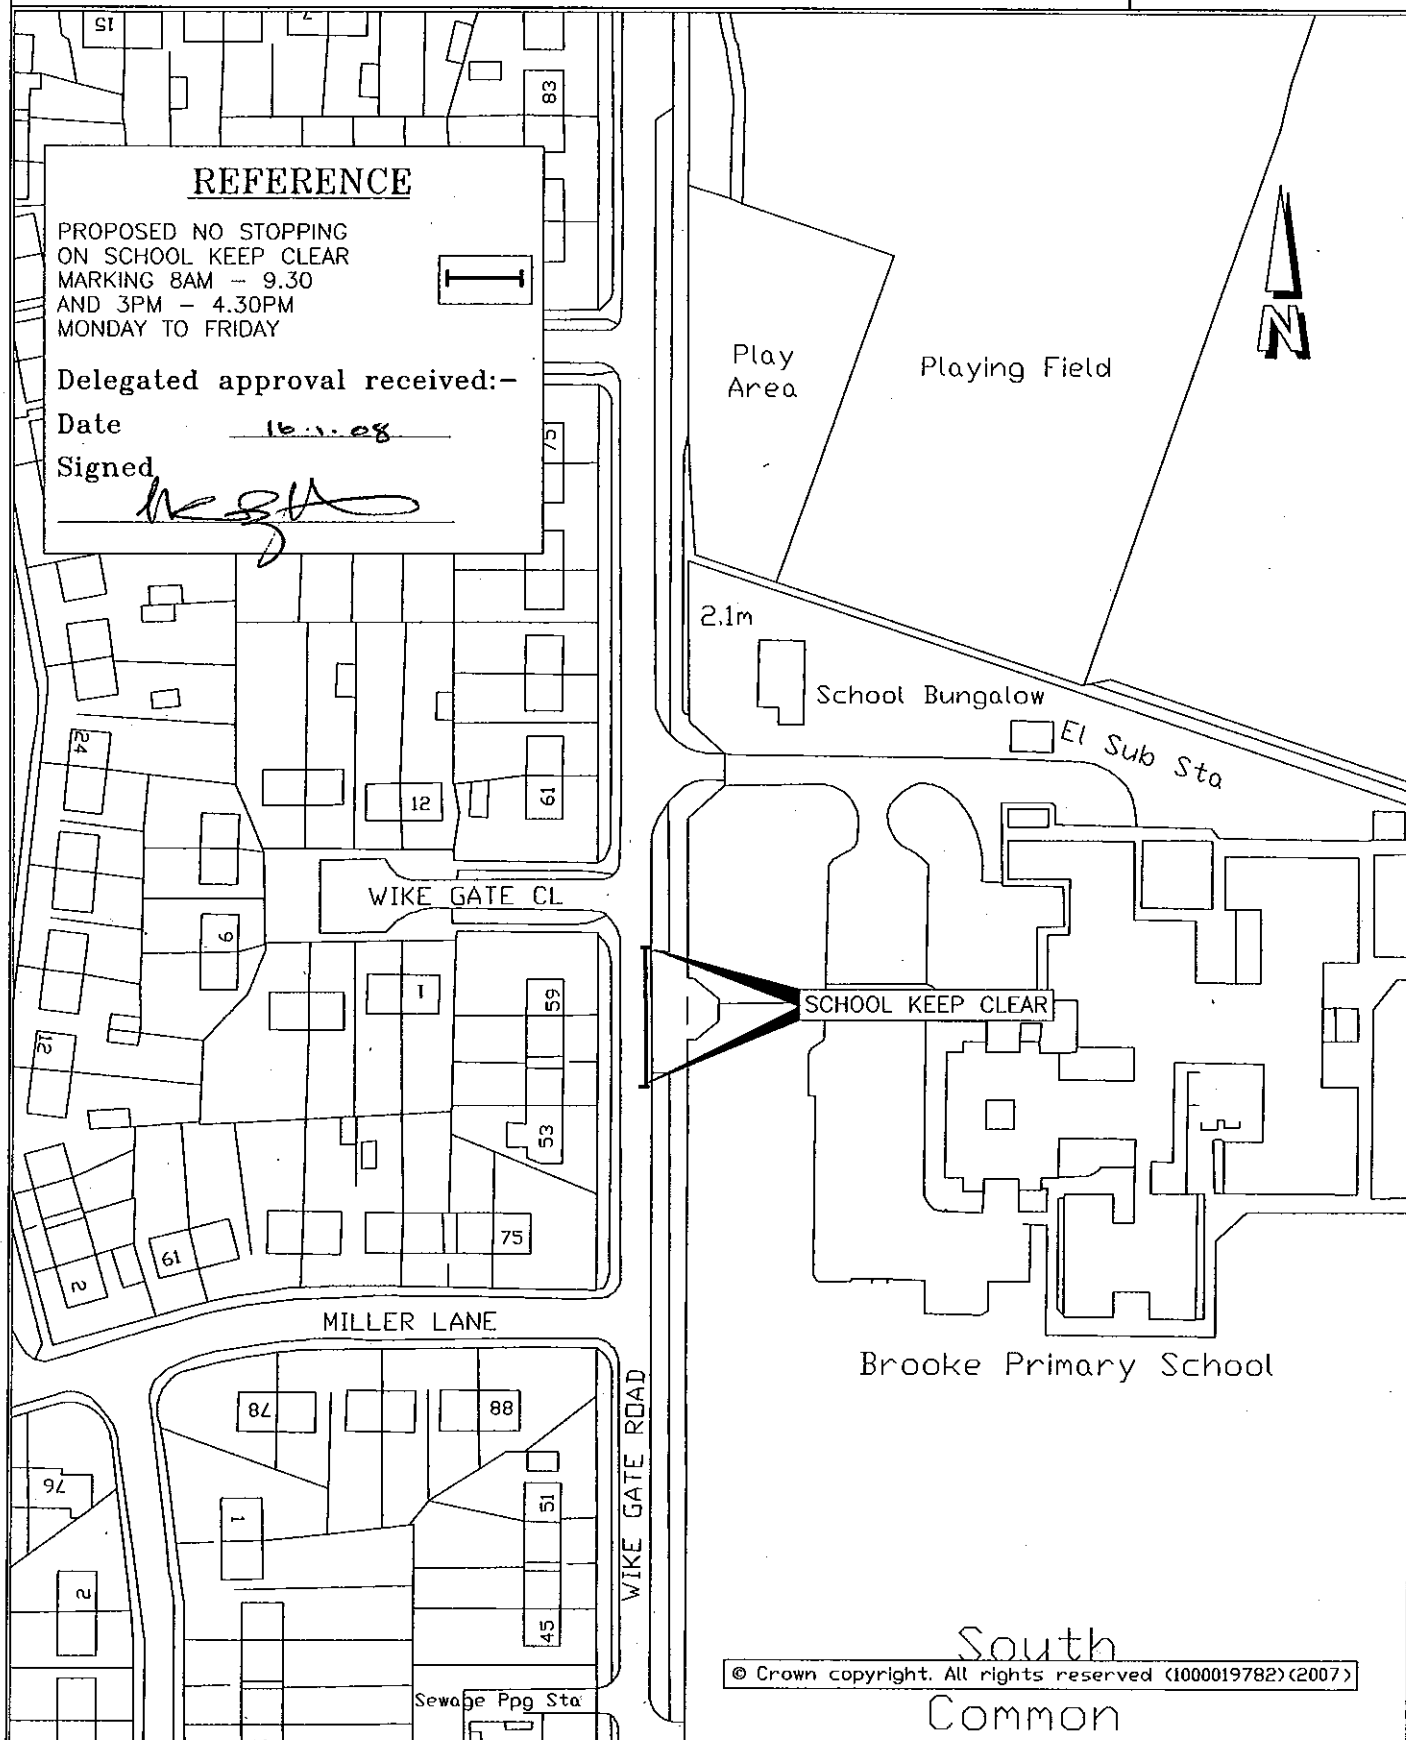 15
7
83
REFERENCE
PROPOSED NO STOPPING
ON SCHOOL KEEP CLEAR
MARKING 8AM – 9.30
AND 3PM – 4.30PM
MONDAY TO FRIDAY
Delegated approval received:–
Date 16.1.08
Signed
75
N
Play
Area
Playing Field
2.1m
School Bungalow
El Sub Sta
24
12
61
WIKE GATE CL
9
1
59
SCHOOL KEEP CLEAR
12
53
75
61
2
MILLER LANE
Brooke Primary School
78
88
WIKE GATE ROAD
76
1
51
2
45
South
© Crown copyright. All rights reserved (1000019782)(2007)
Common
Sewage Ppg Sta